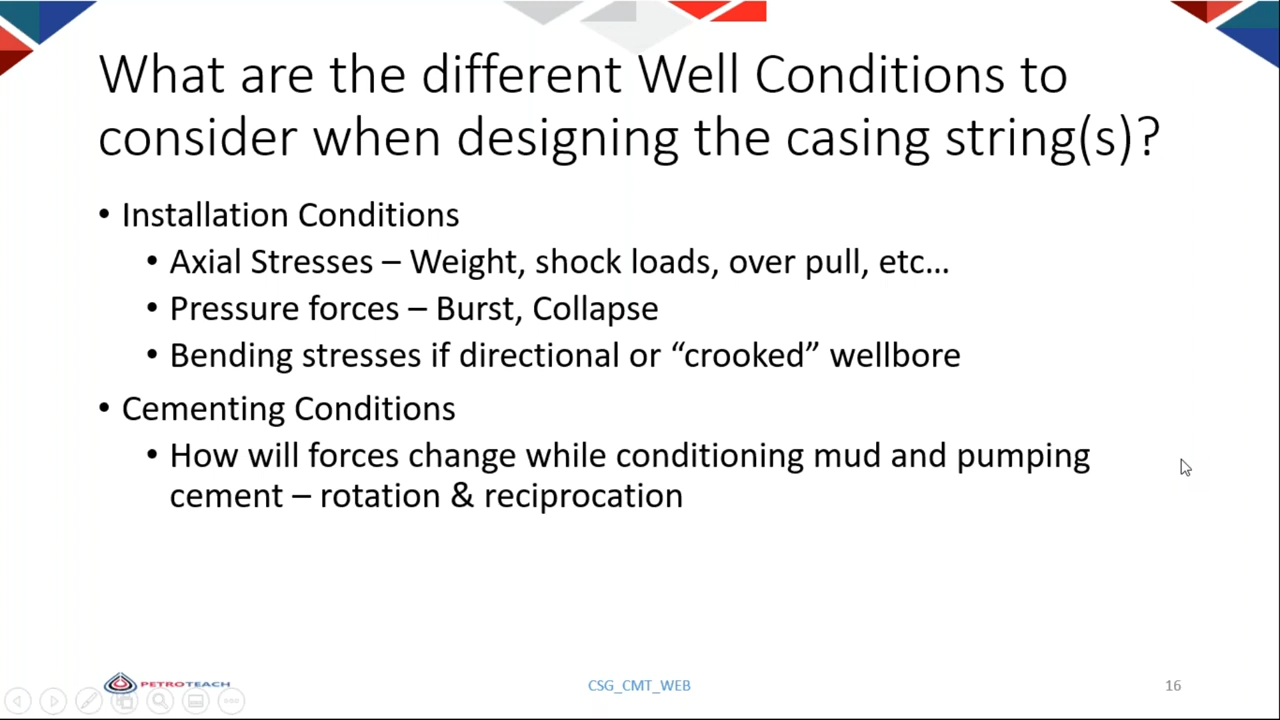 What are the different Well Conditions to
consider when designing the casing string(s)?
• Installation Conditions
• Axial Stresses – Weight, shock loads, over pull, etc…
• Pressure forces – Burst, Collapse
• Bending stresses if directional or “crooked” wellbore
• Cementing Conditions
• How will forces change while conditioning mud and pumping
cement – rotation & reciprocation
PETROTEACH
CSG_CMT_WEB
16